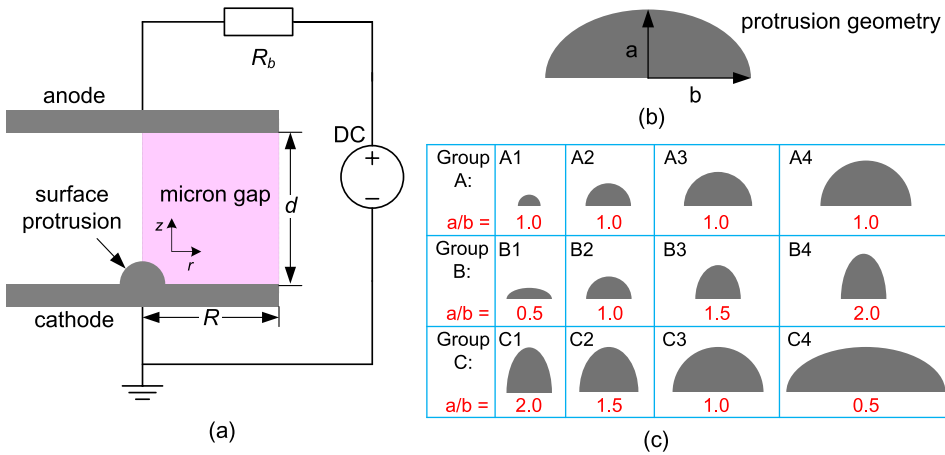 R_b
anode
DC
+
−
surface
protrusion
micron gap
d
z
r
cathode
R
(a)
protrusion geometry
a
b
(b)
Group
A:
a/b =
A1
1.0
A2
1.0
A3
1.0
A4
1.0
Group
B:
a/b =
B1
0.5
B2
1.0
B3
1.5
B4
2.0
Group
C:
a/b =
C1
2.0
C2
1.5
C3
1.0
C4
0.5
(c)